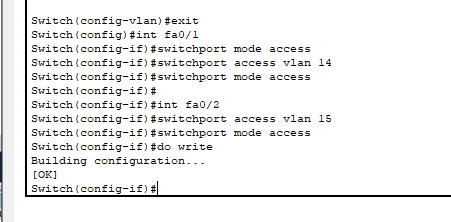 Switch(config-vlan)#exit
Switch(config)#int fa0/1
Switch(config-if)#switchport mode access
Switch(config-if)#switchport access vlan 14
Switch(config-if)#switchport mode access
Switch(config-if)#
Switch(config-if)#int fa0/2
Switch(config-if)#switchport access vlan 15
Switch(config-if)#switchport mode access
Switch(config-if)#do write
Building configuration...
[OK]
Switch(config-if)#